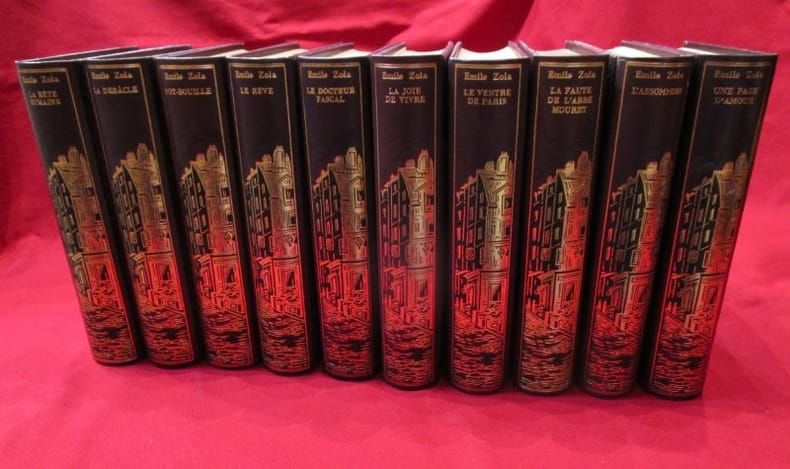 Emile Zola
LA BÊTE
HUMAINE
Emile Zola
LA DÉBÂCLE
Emile Zola
POT-BOUILLE
Emile Zola
LE RÊVE
Emile Zola
LE DOCTEUR
PASCAL
Emile Zola
LA JOIE
DE VIVRE
Emile Zola
LE VENTRE
DE PARIS
Emile Zola
LA FAUTE
DE L'ABBÉ
MOURET
Emile Zola
L'ASSOMMOIR
Emile Zola
UNE PAGE
D'AMOUR